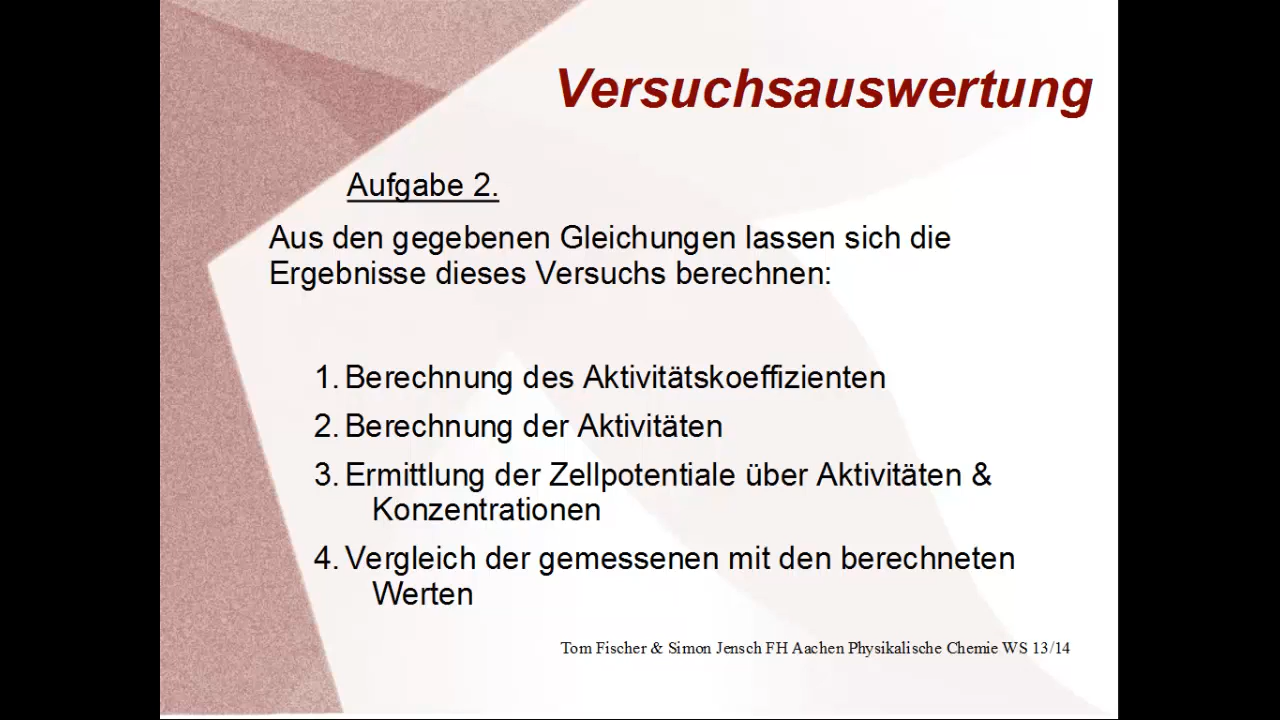 Versuchsauswertung
Aufgabe 2.
Aus den gegebenen Gleichungen lassen sich die
Ergebnisse dieses Versuchs berechnen:
1. Berechnung des Aktivitätskoeffizienten
2. Berechnung der Aktivitäten
3. Ermittlung der Zellpotentiale über Aktivitäten &
Konzentrationen
4. Vergleich der gemessenen mit den berechneten
Werten
Tom Fischer & Simon Jensch FH Aachen Physikalische Chemie WS 13/14